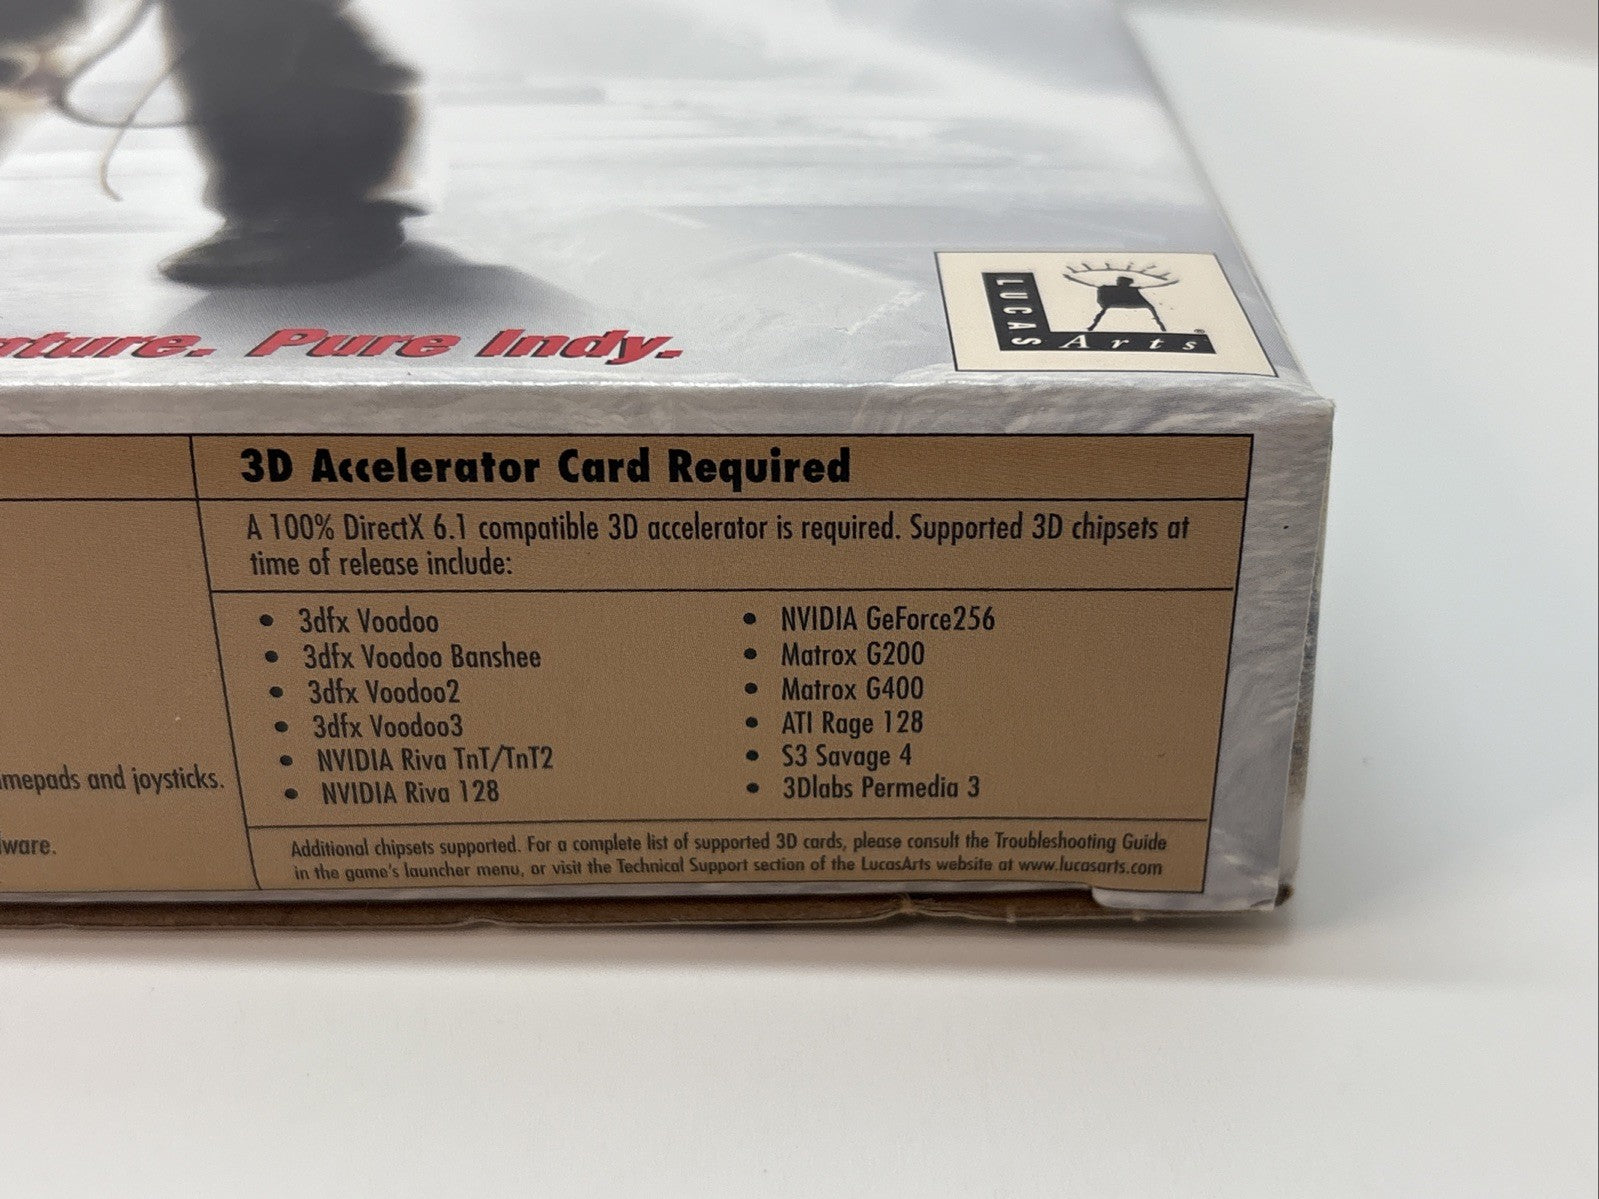 Pure Indy.
LUCAS
Arts
3D Accelerator Card Required
A 100% DirectX 6.1 compatible 3D accelerator is required. Supported 3D chipsets at
time of release include:
• 3dfx Voodoo
• 3dfx Voodoo Banshee
• 3dfx Voodoo2
• 3dfx Voodoo3
• NVIDIA Riva TnT/TnT2
• NVIDIA Riva 128
• NVIDIA GeForce256
• Matrox G200
• Matrox G400
• ATI Rage 128
• S3 Savage 4
• 3Dlabs Permedia 3
and joysticks.
Additional chipsets supported. For a complete list of supported 3D cards, please consult the Troubleshooting Guide
in the game's launcher menu, or visit the Technical Support section of the LucasArts website at www.lucasarts.com